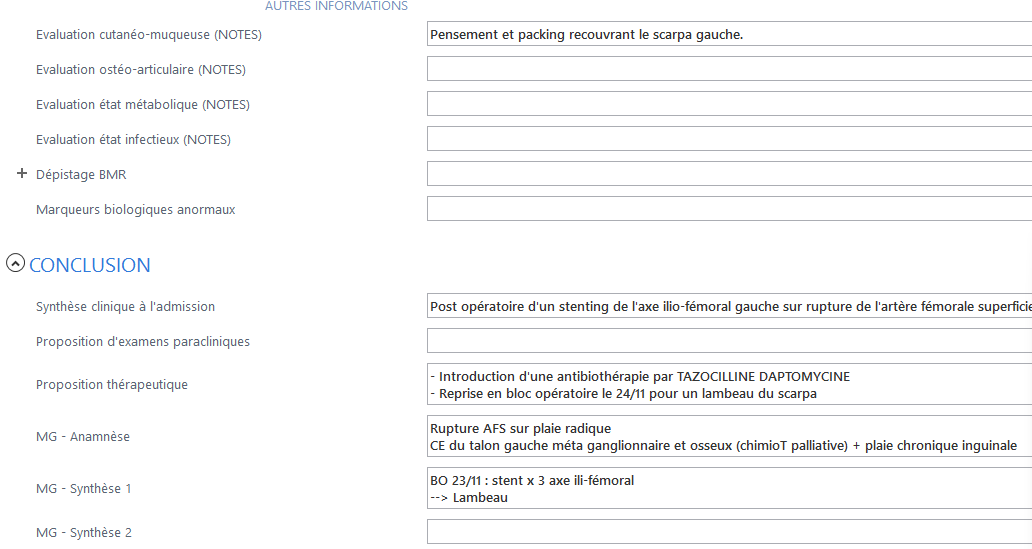 AUTRES INFORMATIONS
Evaluation cutanéo-muqueuse (NOTES)
Pensement et packing recouvrant le scarpa gauche.
Evaluation ostéo-articulaire (NOTES)
Evaluation état métabolique (NOTES)
Evaluation état infectieux (NOTES)
+ Dépistage BMR
Marqueurs biologiques anormaux
CONCLUSION
Synthèse clinique à l'admission
Post opératoire d'un stenting de l'axe ilio-fémoral gauche sur rupture de l'artère fémorale superficie
Proposition d'examens paracliniques
Proposition thérapeutique
- Introduction d'une antibiothérapie par TAZOCILLINE DAPTOMYCINE
- Reprise en bloc opératoire le 24/11 pour un lambeau du scarpa
MG - Anamnèse
Rupture AFS sur plaie radique
CE du talon gauche méta ganglionnaire et osseux (chimioT palliative) + plaie chronique inguinale
MG - Synthèse 1
BO 23/11 : stent x 3 axe ili-fémoral
--> Lambeau
MG - Synthèse 2